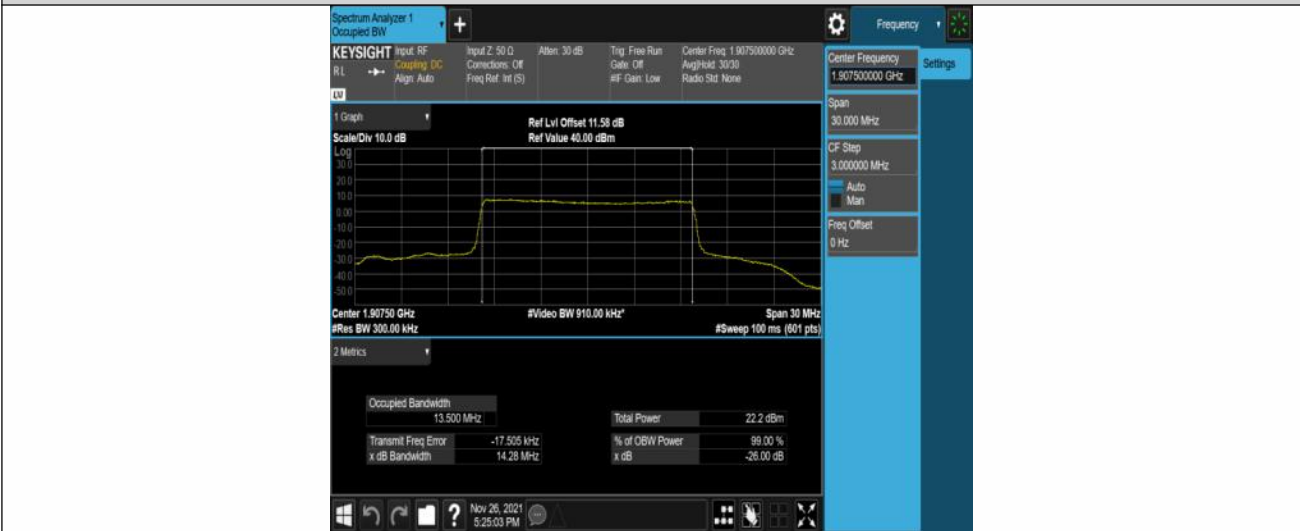 Spectrum Analyzer 1
Occupied BW
+
Frequency
KEYSIGHT Input: RF Input Z: 50 Ω Atten: 30 dB Trig: Free Run Center Freq: 1.907500000 GHz
RL Coupling: DC Corrections: Off Gate: Off Avg|Hold: 30/30
Align: Auto Freq Ref: Int (S) #IF Gain: Low Radio Std: None
LV
Center Frequency
1.907500000 GHz
Settings
Span
30.000 MHz
CF Step
3.000000 MHz
Auto
Man
Freq Offset
0 Hz
1 Graph
Ref Lvl Offset 11.58 dB
Scale/Div 10.0 dB Ref Value 40.00 dBm
Log
30.0
20.0
10.0
0.00
-10.0
-20.0
-30.0
-40.0
-50.0
Center 1.90750 GHz #Video BW 910.00 kHz* Span 30 MHz
#Res BW 300.00 kHz #Sweep 100 ms (601 pts)
2 Metrics
Occupied Bandwidth
13.500 MHz
Total Power 22.2 dBm
Transmit Freq Error -17.505 kHz % of OBW Power 99.00 %
x dB Bandwidth 14.28 MHz x dB -26.00 dB
? Nov 26, 2021
5:25:03 PM